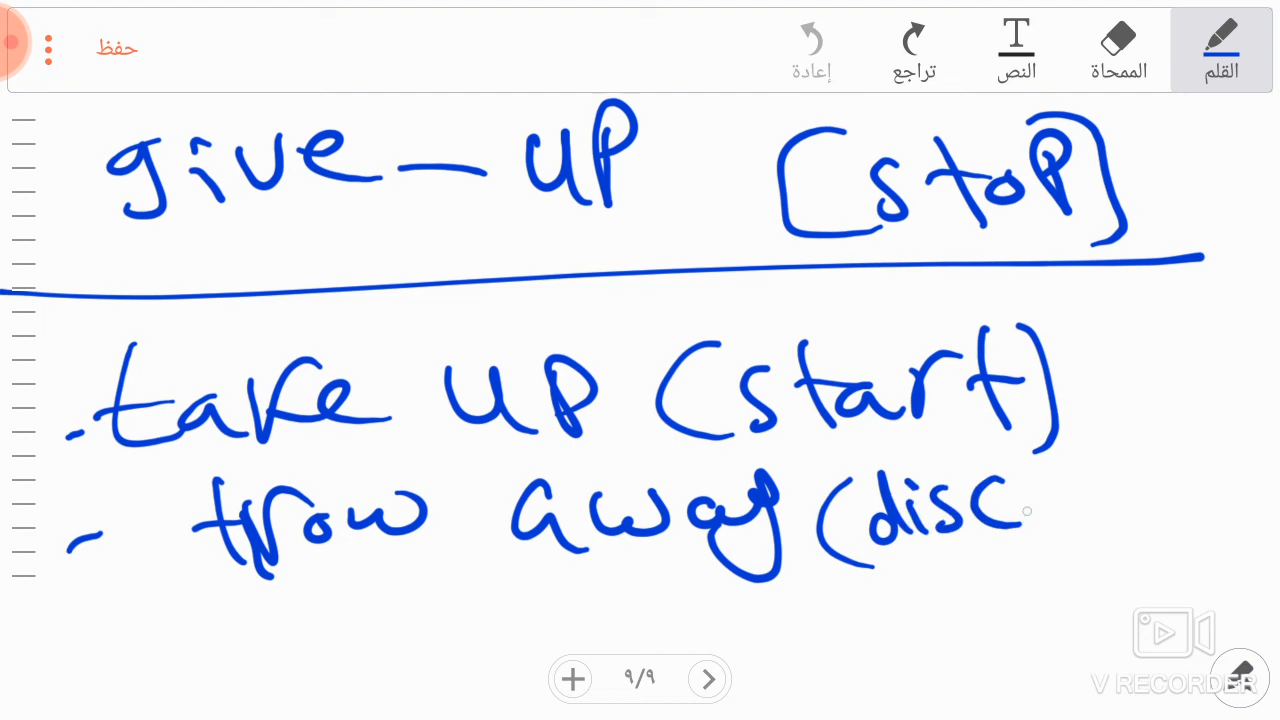 حفظ إعادة تراجع النص الممحاة القلم
give-up [stop]
- take up (start)
- trow away (disc
٩/٩
V RECORDER